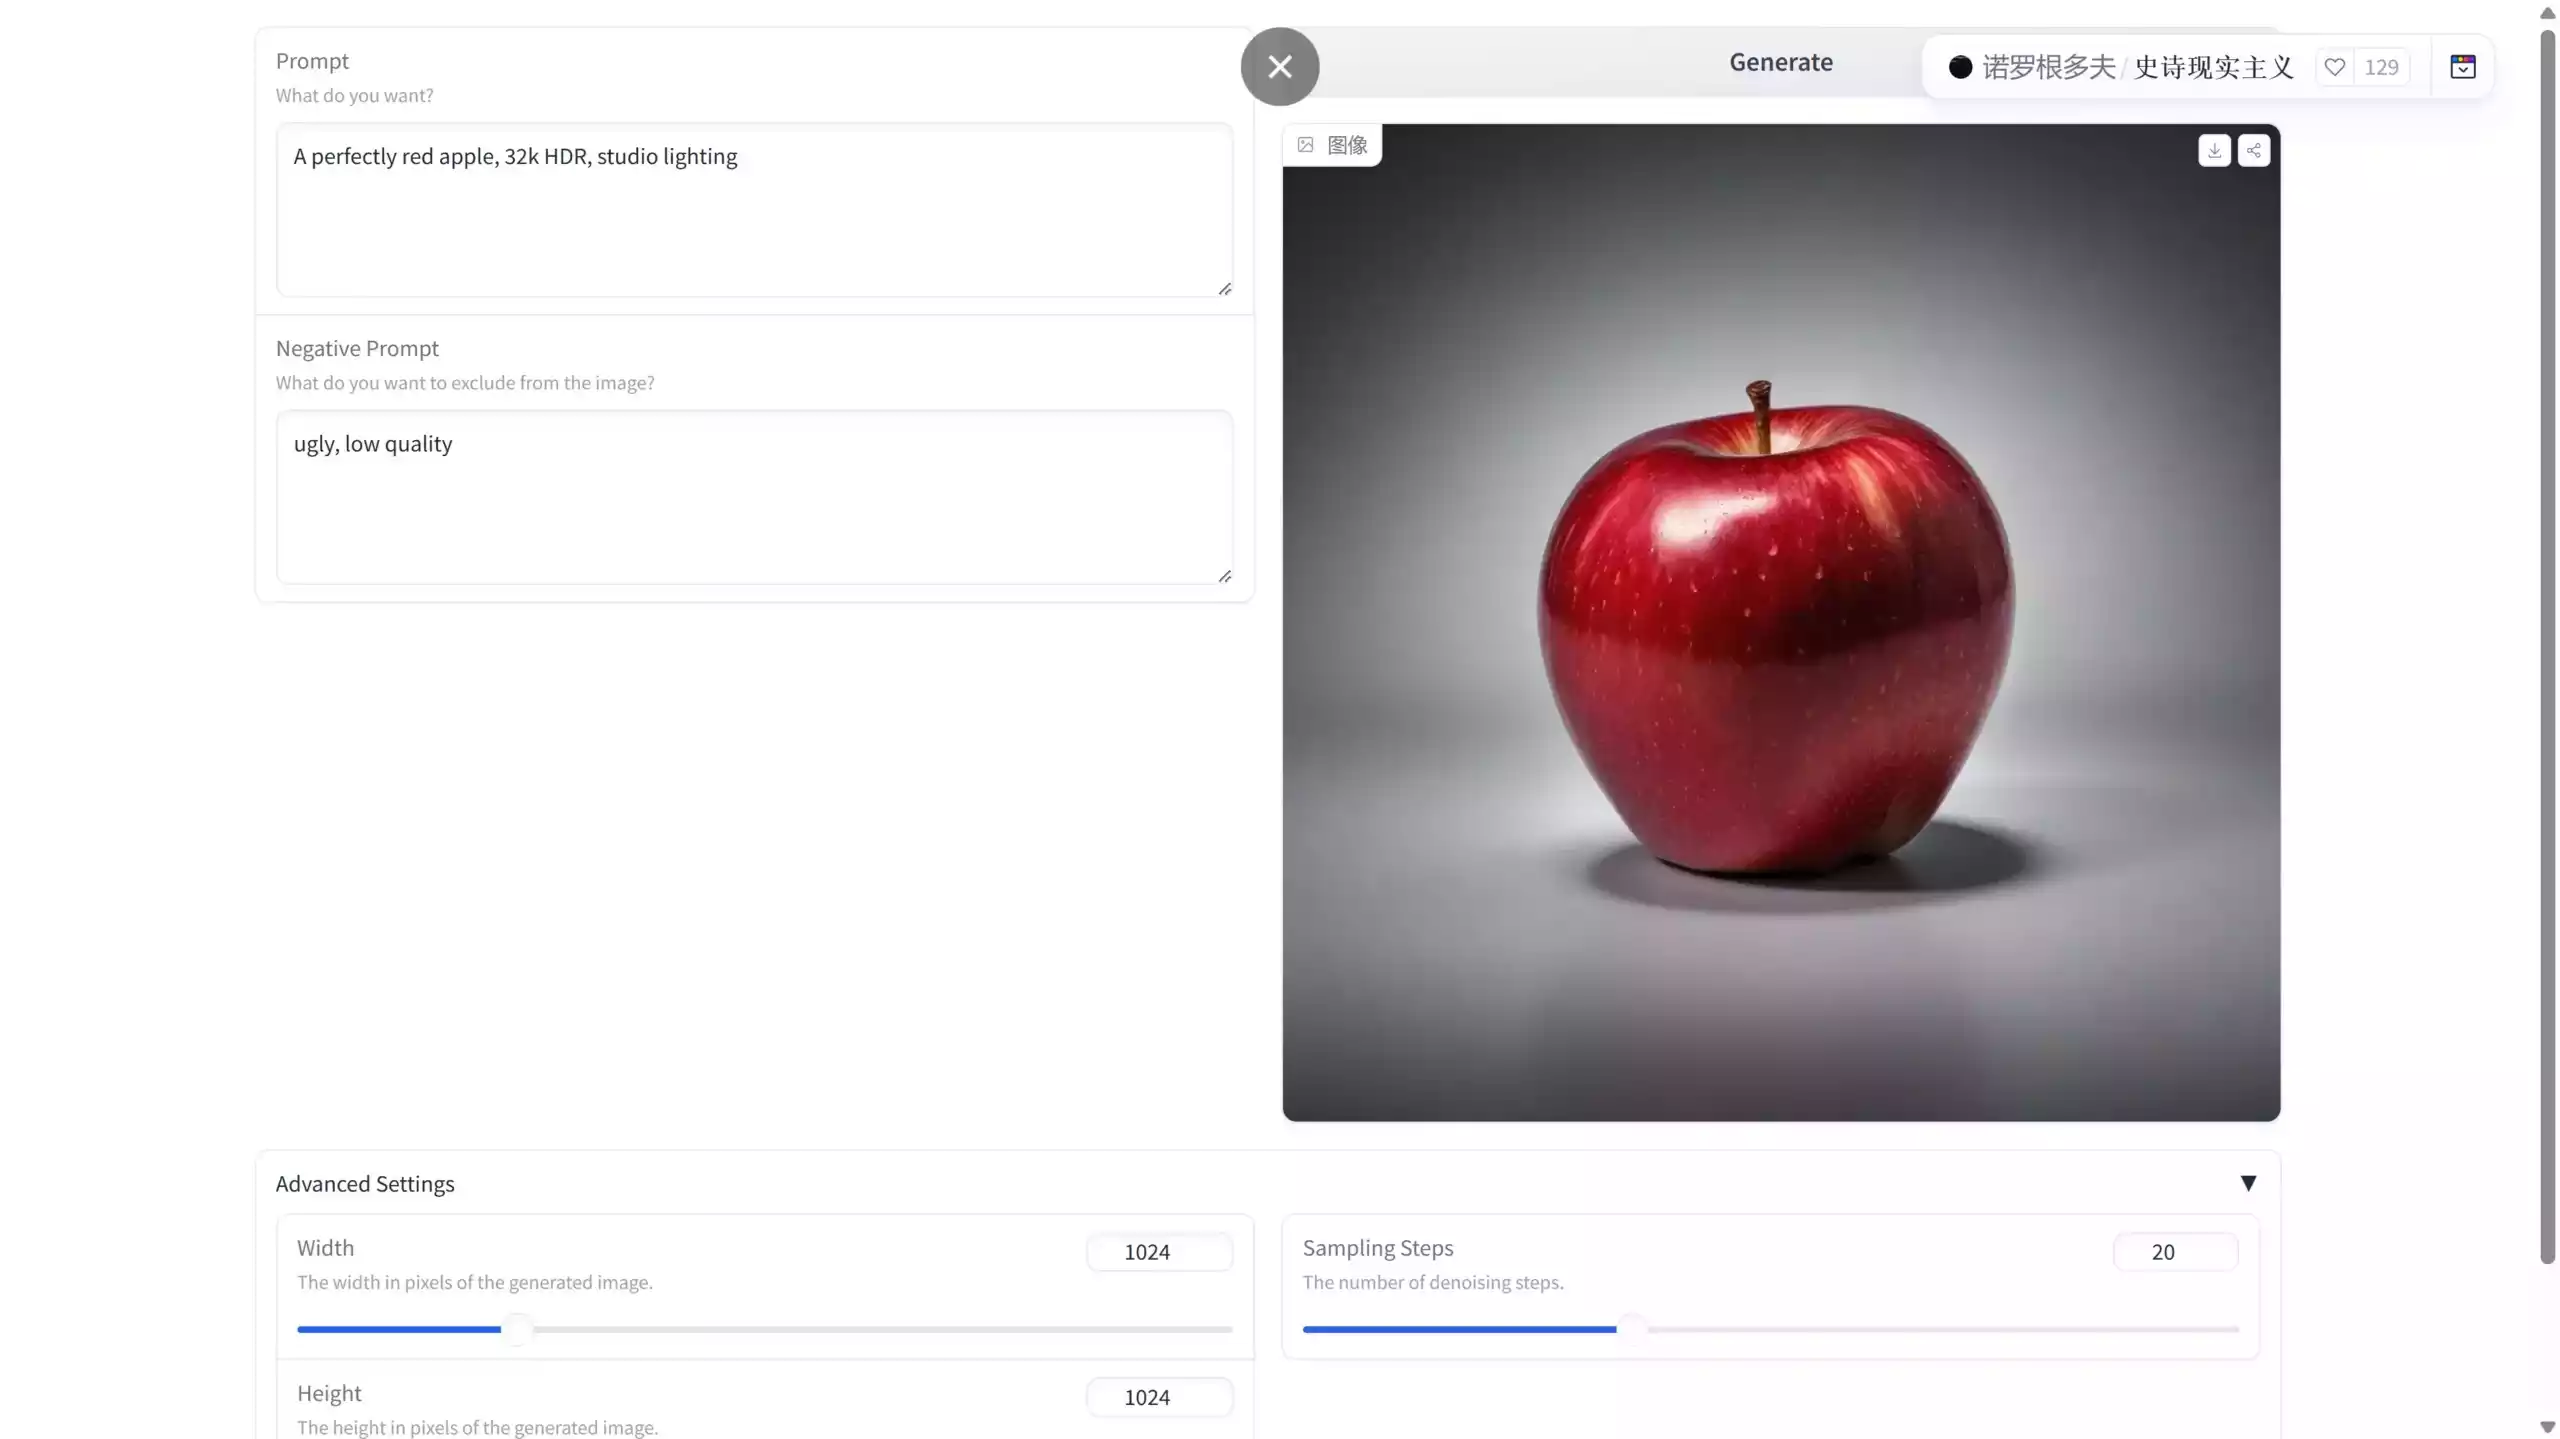 Prompt
What do you want?
A perfectly red apple, 32k HDR, studio lighting
Negative Prompt
What do you want to exclude from the image?
ugly, low quality
Generate
诺罗根多夫 / 史诗现实主义
129
图像
Advanced Settings
Width
1024
The width in pixels of the generated image.
Sampling Steps
20
The number of denoising steps.
Height
1024
The height in pixels of the generated image.